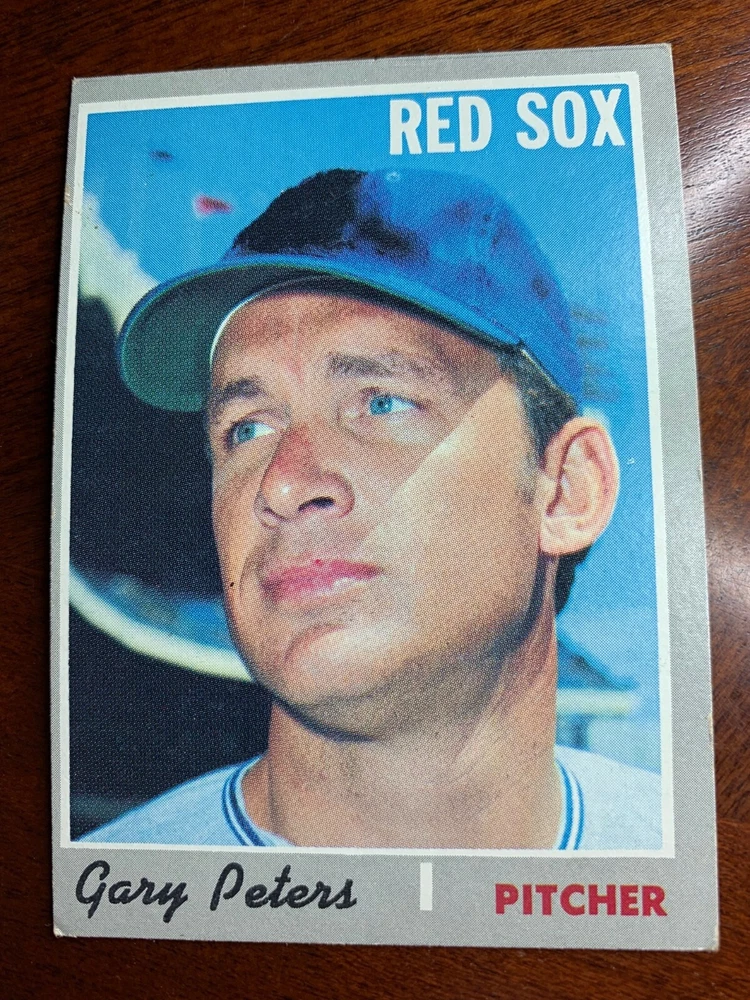 RED SOX
Gary Peters
PITCHER